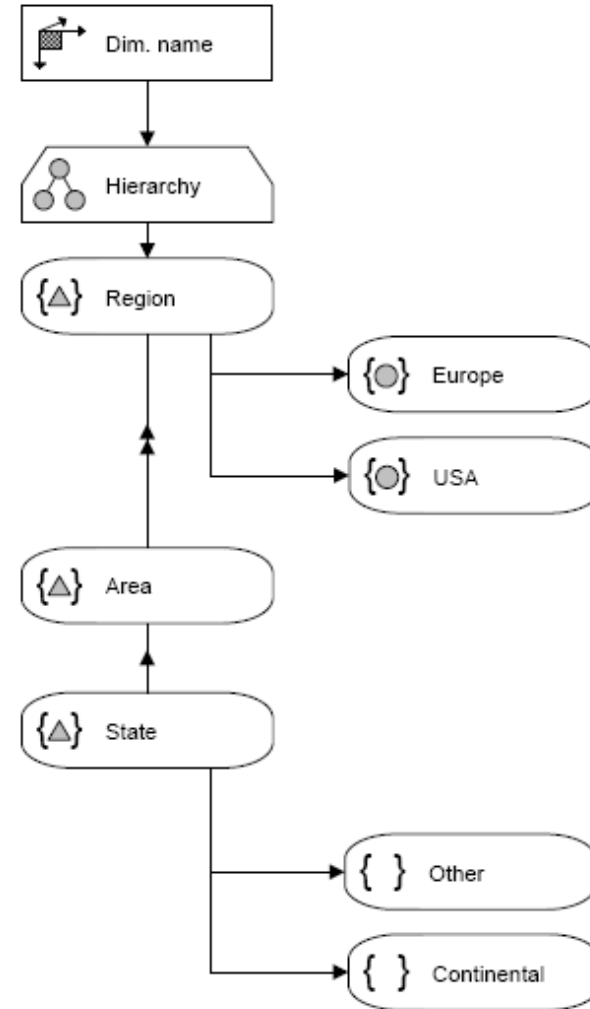 Dim. name
Hierarchy
{ } Region
{ } Europe
{ } USA
{ } Area
{ } State
{ } Other
{ } Continental